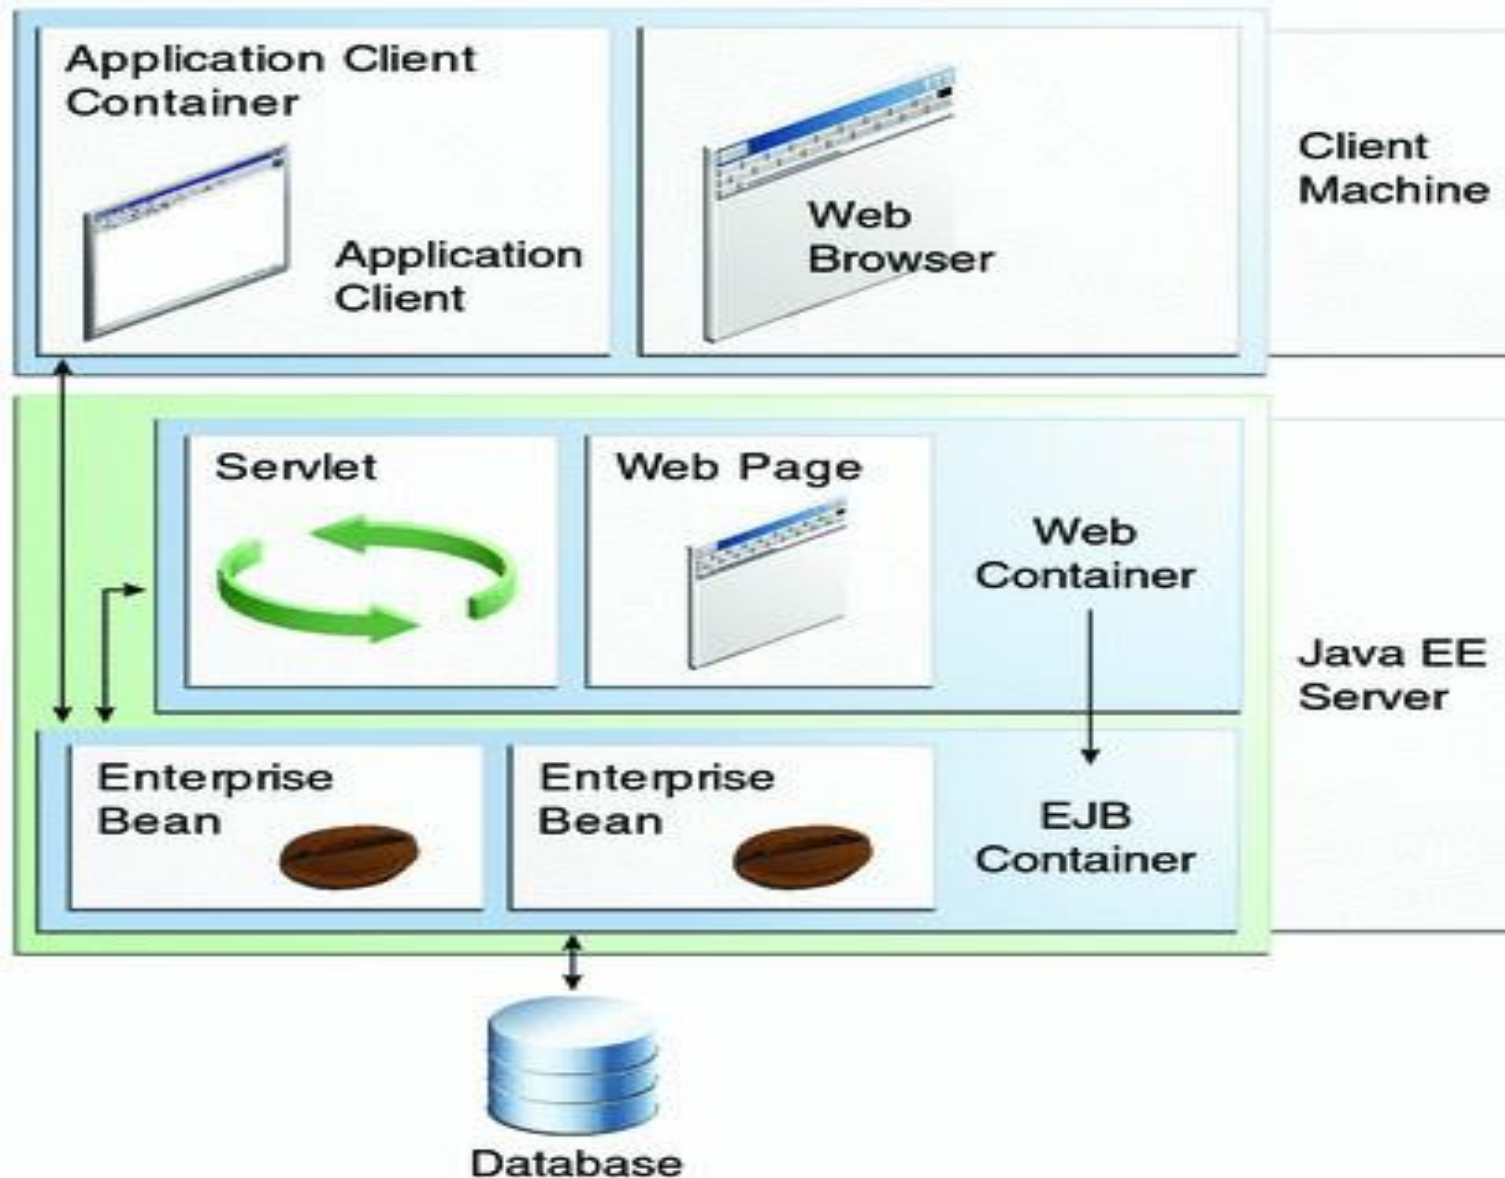 Application Client
Container
Application
Client
Web
Browser
Client
Machine
Servlet
Web Page
Web
Container
Java EE
Server
Enterprise
Bean
Enterprise
Bean
EJB
Container
Database